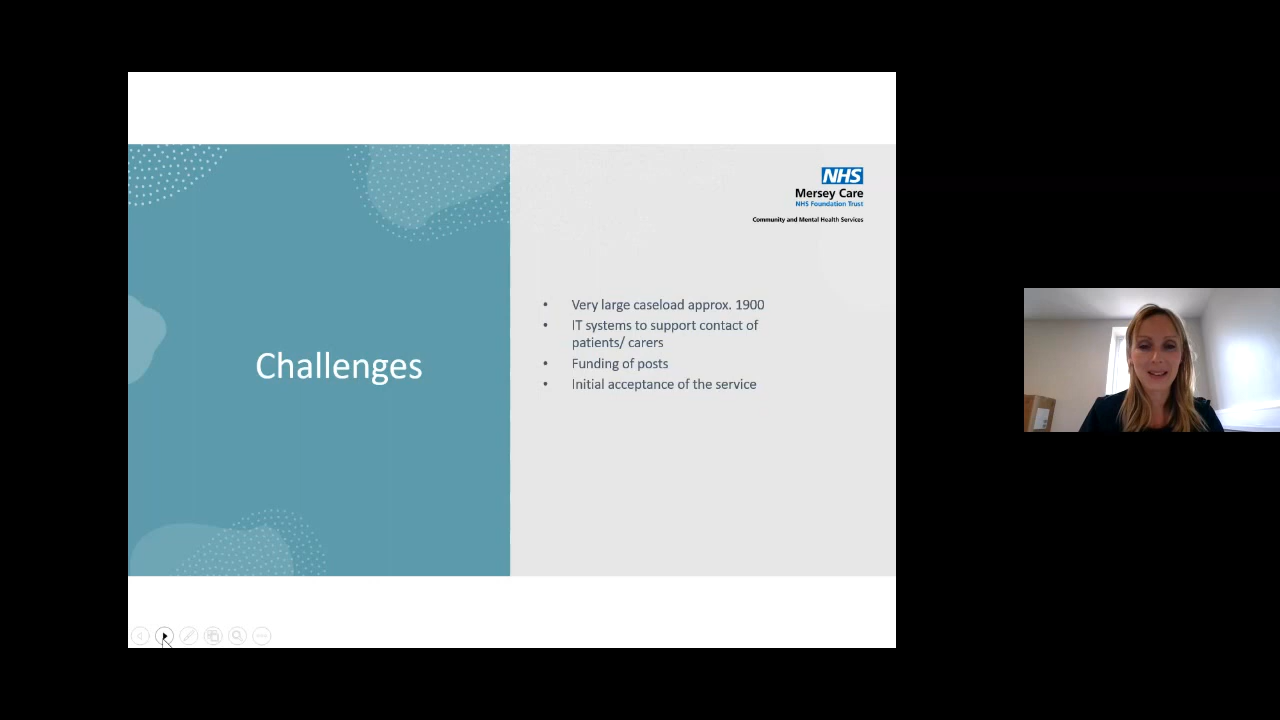 Challenges
NHS
Mersey Care
NHS Foundation Trust
Community and Mental Health Services
• Very large caseload approx. 1900
• IT systems to support contact of
patients/ carers
• Funding of posts
• Initial acceptance of the service